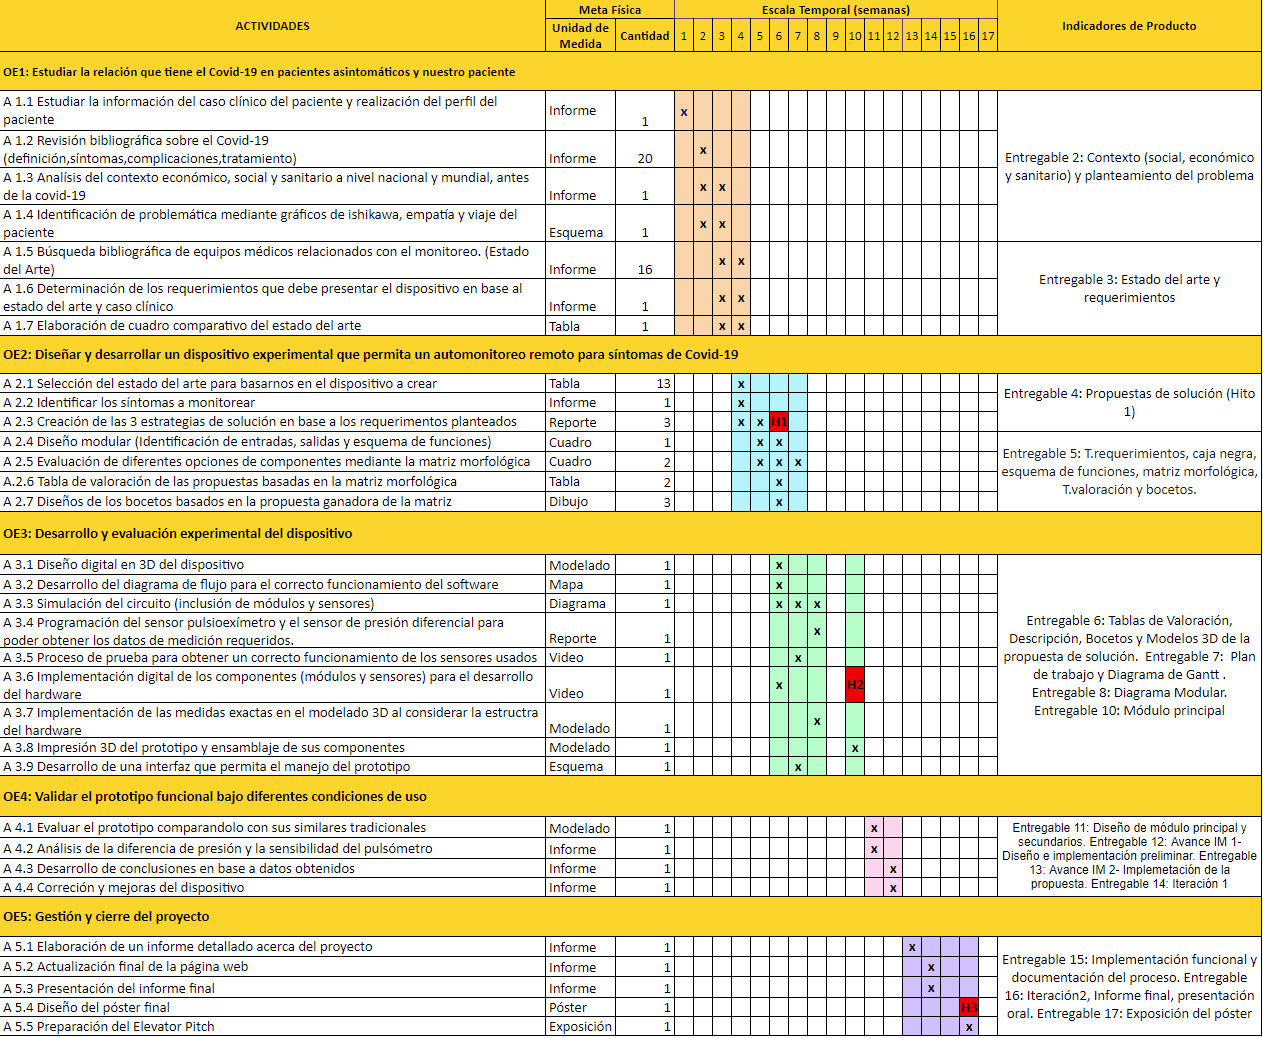 ACTIVIDADES
Meta Física
Escala Temporal (semanas)
Indicadores de Producto
Unidad de
Medida
Cantidad
1 2 3 4 5 6 7 8 9 10 11 12 13 14 15 16 17
OE1: Estudiar la relación que tiene el Covid-19 en pacientes asintomáticos y nuestro paciente
A 1.1 Estudiar la información del caso clínico del paciente y realización del perfil del
paciente
Informe 1 x
A 1.2 Revisión bibliográfica sobre el Covid-19
(definición,síntomas,complicaciones,tratamiento)
Informe 20 x
A 1.3 Analísis del contexto económico, social y sanitario a nivel nacional y mundial, antes
de la covid-19
Informe 1 x x
A 1.4 Identificación de problemática mediante gráficos de ishikawa, empatía y viaje del
paciente
Esquema 1 x x
Entregable 2: Contexto (social, económico
y sanitario) y planteamiento del problema
A 1.5 Búsqueda bibliográfica de equipos médicos relacionados con el monitoreo. (Estado
del Arte)
Informe 16 x x
A 1.6 Determinación de los requerimientos que debe presentar el dispositivo en base al
estado del arte y caso clínico
Informe 1 x x
A 1.7 Elaboración de cuadro comparativo del estado del arte
Tabla 1 x x
Entregable 3: Estado del arte y
requerimientos
OE2: Diseñar y desarrollar un dispositivo experimental que permita un automonitoreo remoto para síntomas de Covid-19
A 2.1 Selección del estado del arte para basarnos en el dispositivo a crear Tabla 13 x
A 2.2 Identificar los síntomas a monitorear Informe 1 x
A 2.3 Creación de las 3 estrategias de solución en base a los requerimentos planteados Reporte 3 x x H1
Entregable 4: Propuestas de solución (Hito
1)
A 2.4 Diseño modular (Identificación de entradas, salidas y esquema de funciones) Cuadro 1 x x
A 2.5 Evaluación de diferentes opciones de componentes mediante la matriz morfológica Cuadro 2 x x x
A.2.6 Tabla de valoración de las propuestas basadas en la matriz morfológica Tabla 2 x
A 2.7 Diseños de los bocetos basados en la propuesta ganadora de la matriz Dibujo 3 x
Entregable 5: T.requerimientos, caja negra,
esquema de funciones, matriz morfológica,
T.valoración y bocetos.
OE3: Desarrollo y evaluación experimental del dispositivo
A 3.1 Diseño digital en 3D del dispositivo Modelado 1 x
A 3.2 Desarrollo del diagrama de flujo para el correcto funcionamiento del software Mapa 1 x
A 3.3 Simulación del circuito (inclusión de módulos y sensores) Diagrama 1 x x x
A 3.4 Programación del sensor pulsioexímetro y el sensor de presión diferencial para
poder obtener los datos de medición requeridos.
Reporte 1 x
A 3.5 Proceso de prueba para obtener un correcto funcionamiento de los sensores usados Video 1 x
A 3.6 Implementación digital de los componentes (módulos y sensores) para el desarrollo
del hardware
Video 1 x H2
A 3.7 Implementación de las medidas exactas en el modelado 3D al considerar la estructra
del hardware
Modelado 1 x
A 3.8 Impresión 3D del prototipo y ensamblaje de sus componentes Modelado 1 x
A 3.9 Desarrollo de una interfaz que permita el manejo del prototipo Esquema 1 x
Entregable 6: Tablas de Valoración,
Descripción, Bocetos y Modelos 3D de la
propuesta de solución. Entregable 7: Plan
de trabajo y Diagrama de Gantt .
Entregable 8: Diagrama Modular.
Entregable 10: Módulo principal
OE4: Validar el prototipo funcional bajo diferentes condiciones de uso
A 4.1 Evaluar el prototipo comparandolo con sus similares tradicionales Modelado 1 x
A 4.2 Análisis de la diferencia de presión y la sensibilidad del pulsómetro Informe 1 x
A 4.3 Desarrollo de conclusiones en base a datos obtenidos Informe 1 x
A 4.4 Correción y mejoras del dispositivo Informe 1 x
Entregable 11: Diseño de módulo principal y
secundarios. Entregable 12: Avance IM 1-
Diseño e implementación preliminar. Entregable
13: Avance IM 2- Implemetación de la
propuesta. Entregable 14: Iteración 1
OE5: Gestión y cierre del proyecto
A 5.1 Elaboración de un informe detallado acerca del proyecto Informe 1 x
A 5.2 Actualización final de la página web Informe 1 x
A 5.3 Presentación del informe final Informe 1 x
A 5.4 Diseño del póster final Póster 1 H3
A 5.5 Preparación del Elevator Pitch Exposición 1 x
Entregable 15: Implementación funcional y
documentación del proceso. Entregable
16: Iteración2, Informe final, presentación
oral. Entregable 17: Exposición del póster